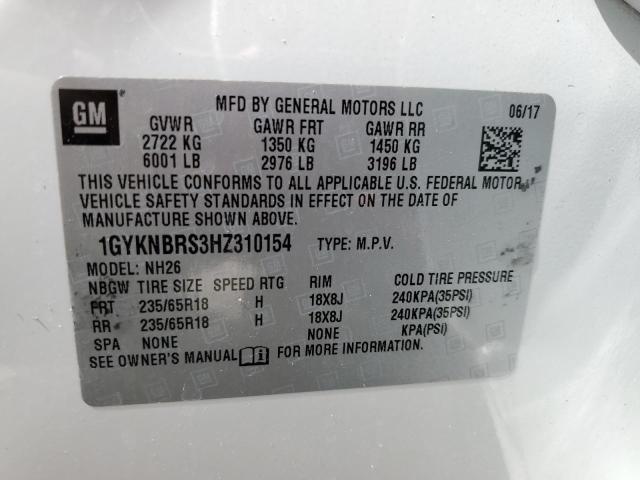 GM
MFD BY GENERAL MOTORS LLC 06/17
GVWR GAWR FRT GAWR RR
2722 KG 1350 KG 1450 KG
6001 LB 2976 LB 3196 LB
THIS VEHICLE CONFORMS TO ALL APPLICABLE U.S. FEDERAL MOTOR
VEHICLE SAFETY STANDARDS IN EFFECT ON THE DATE OF
MANUFACTURE SHOWN ABOVE.
1GYKNBRS3HZ310154 TYPE: M.P.V.
MODEL: NH26
NBGW TIRE SIZE SPEED RTG RIM COLD TIRE PRESSURE
FRT 235/65R18 H 18X8J 240KPA(35PSI)
RR 235/65R18 H 18X8J 240KPA(35PSI)
SPA NONE NONE KPA(PSI)
SEE OWNER'S MANUAL FOR MORE INFORMATION.